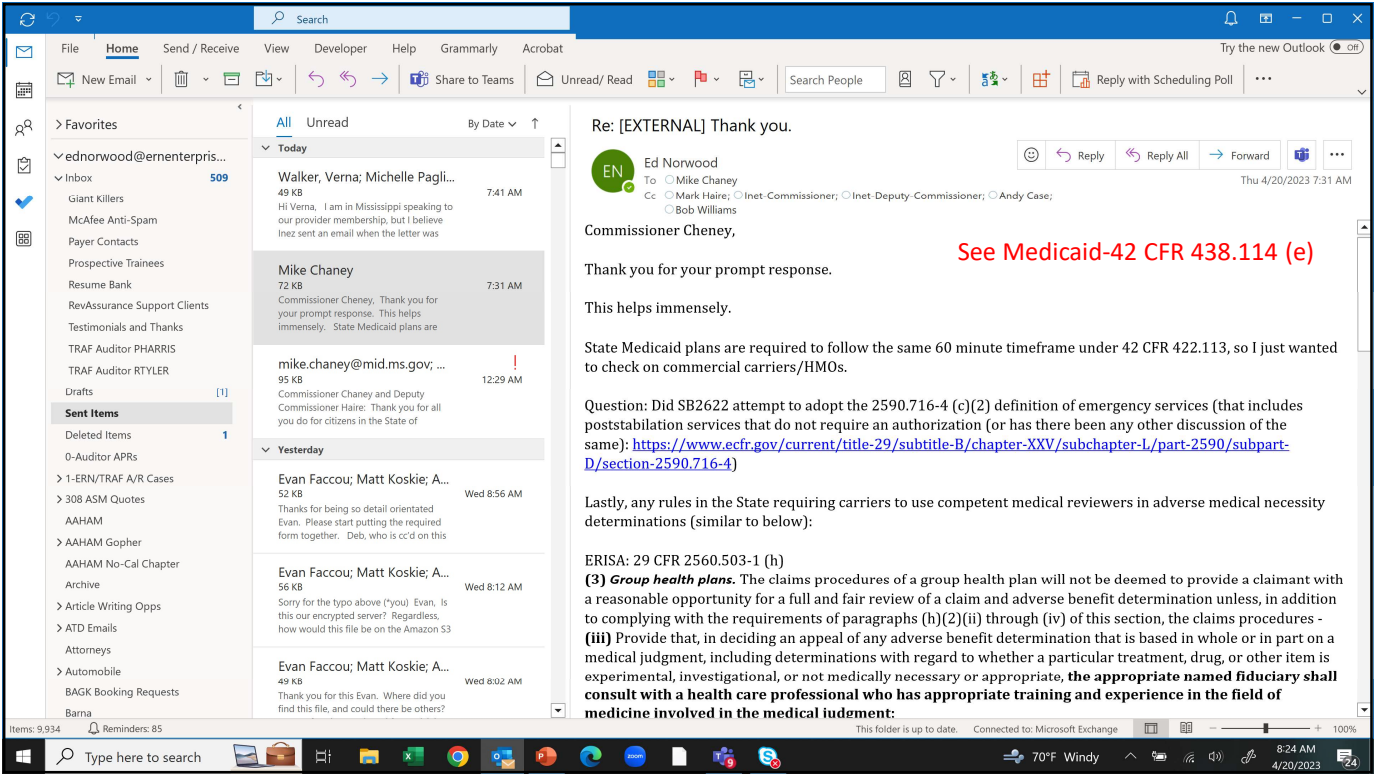 Search
File Home Send / Receive View Developer Help Grammarly Acrobat
Try the new Outlook Off
New Email
Share to Teams
Unread/ Read
Search People
Reply with Scheduling Poll
Favorites
ednorwood@ernenterpris...
Inbox 509
Giant Killers
McAfee Anti-Spam
Payer Contacts
Prospective Trainees
Resume Bank
RevAssurance Support Clients
Testimonials and Thanks
TRAF Auditor PHARRIS
TRAF Auditor RTYLER
Drafts [1]
Sent Items
Deleted Items 1
0-Auditor APRs
1-ERN/TRAF A/R Cases
308 ASM Quotes
AAHAM
AAHAM Gopher
AAHAM No-Cal Chapter
Archive
Article Writing Opps
ATD Emails
Attorneys
Automobile
BAGK Booking Requests
Barna
All Unread By Date
Today
Walker, Verna; Michelle Pagli...
49 KB 7:41 AM
Hi Verna, I am in Mississippi speaking to
our provider membership, but I believe
Inez sent an email when the letter was
Mike Chaney
72 KB 7:31 AM
Commissioner Cheney, Thank you for
your prompt response. This helps
immensely. State Medicaid plans are
mike.chaney@mid.ms.gov; ... !
95 KB 12:29 AM
Commissioner Chaney and Deputy
Commissioner Haire: Thank you for all
you do for citizens in the State of
Yesterday
Evan Faccou; Matt Koskie; A...
52 KB Wed 8:56 AM
Thanks for being so detail orientated
Evan. Please start putting the required
form together. Deb, who is cc'd on this
Evan Faccou; Matt Koskie; A...
56 KB Wed 8:12 AM
Sorry for the typo above (*you) Evan, Is
this our encrypted server? Regardless,
how would this file be on the Amazon S3
Evan Faccou; Matt Koskie; A...
49 KB Wed 8:02 AM
Thank you for this Evan. Where did you
find this file, and could there be others?
Re: [EXTERNAL] Thank you.
EN
Ed Norwood
To Mike Chaney
Cc Mark Haire; Inet-Commissioner; Inet-Deputy-Commissioner; Andy Case;
Bob Williams
Reply Reply All Forward
Thu 4/20/2023 7:31 AM
Commissioner Cheney,
See Medicaid-42 CFR 438.114 (e)
Thank you for your prompt response.
This helps immensely.
State Medicaid plans are required to follow the same 60 minute timeframe under 42 CFR 422.113, so I just wanted
to check on commercial carriers/HMOs.
Question: Did SB2622 attempt to adopt the 2590.716-4 (c)(2) definition of emergency services (that includes
poststabilation services that do not require an authorization (or has there been any other discussion of the
same): https://www.ecfr.gov/current/title-29/subtitle-B/chapter-XXV/subchapter-L/part-2590/subpart-
D/section-2590.716-4)
Lastly, any rules in the State requiring carriers to use competent medical reviewers in adverse medical necessity
determinations (similar to below):
ERISA: 29 CFR 2560.503-1 (h)
(3) Group health plans. The claims procedures of a group health plan will not be deemed to provide a claimant with
a reasonable opportunity for a full and fair review of a claim and adverse benefit determination unless, in addition
to complying with the requirements of paragraphs (h)(2)(ii) through (iv) of this section, the claims procedures -
(iii) Provide that, in deciding an appeal of any adverse benefit determination that is based in whole or in part on a
medical judgment, including determinations with regard to whether a particular treatment, drug, or other item is
experimental, investigational, or not medically necessary or appropriate, the appropriate named fiduciary shall
consult with a health care professional who has appropriate training and experience in the field of
medicine involved in the medical judgment;
Items: 9,934 Reminders: 85
This folder is up to date. Connected to: Microsoft Exchange
100%
Type here to search
zoom
9
70°F Windy
8:24 AM
4/20/2023
24